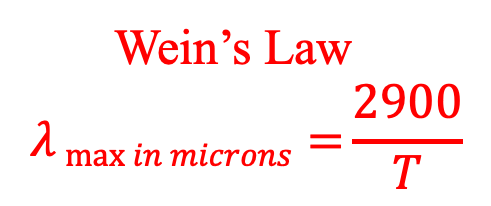 Wein’s Law
λ max in microns = 2900 / T